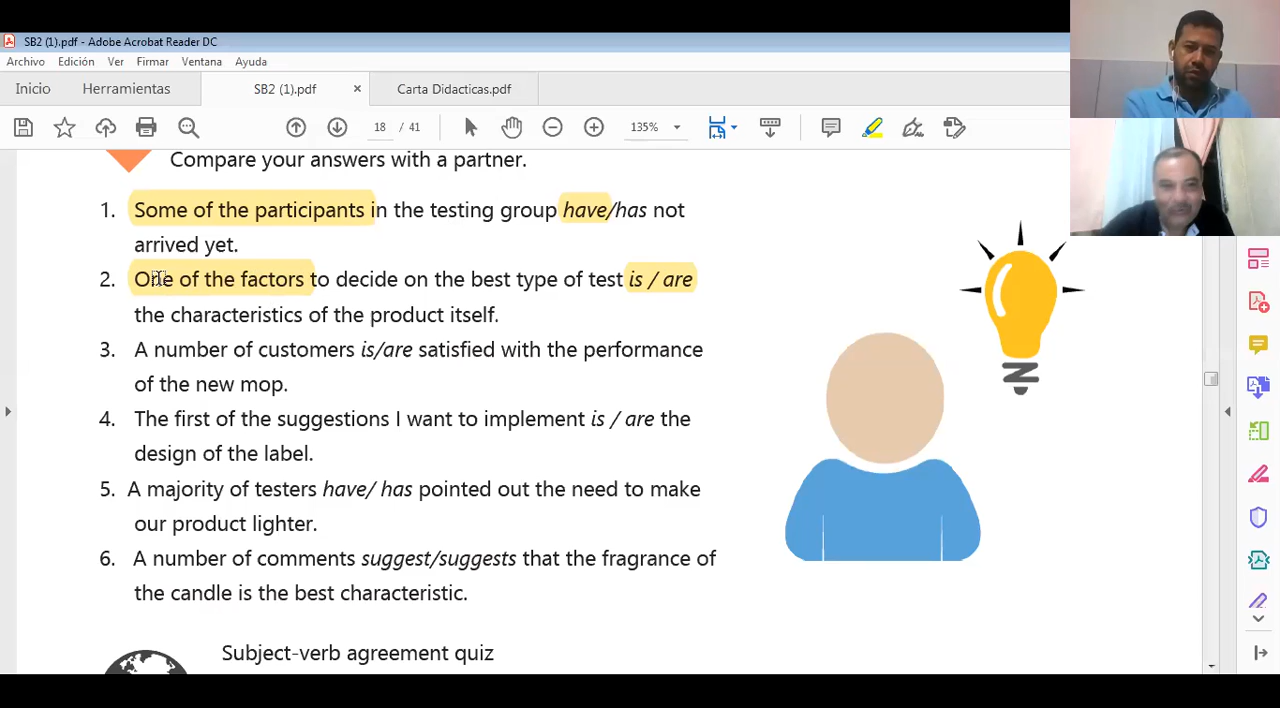 SB2 (1).pdf - Adobe Acrobat Reader DC
Archivo Edición Ver Firmar Ventana Ayuda
Inicio Herramientas SB2 (1).pdf × Carta Didacticas.pdf
18 / 41 135%
Compare your answers with a partner.
1. Some of the participants in the testing group have/has not
arrived yet.
2. One of the factors to decide on the best type of test is / are
the characteristics of the product itself.
3. A number of customers is/are satisfied with the performance
of the new mop.
4. The first of the suggestions I want to implement is / are the
design of the label.
5. A majority of testers have/ has pointed out the need to make
our product lighter.
6. A number of comments suggest/suggests that the fragrance of
the candle is the best characteristic.
Subject-verb agreement quiz